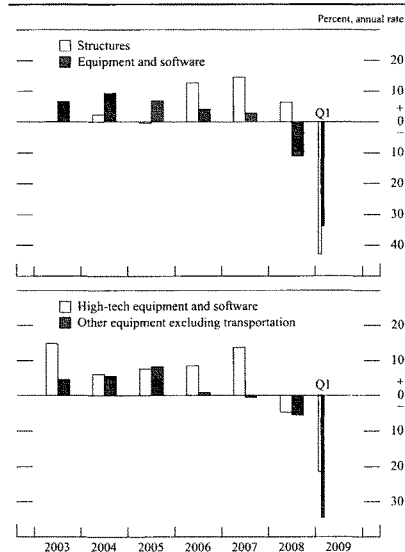 Percent, annual rate
Structures
Equipment and software
20
10
Q1
+
0
−
10
20
30
40
High-tech equipment and software
Other equipment excluding transportation
20
10
Q1
+
0
−
10
20
30
2003 2004 2005 2006 2007 2008 2009